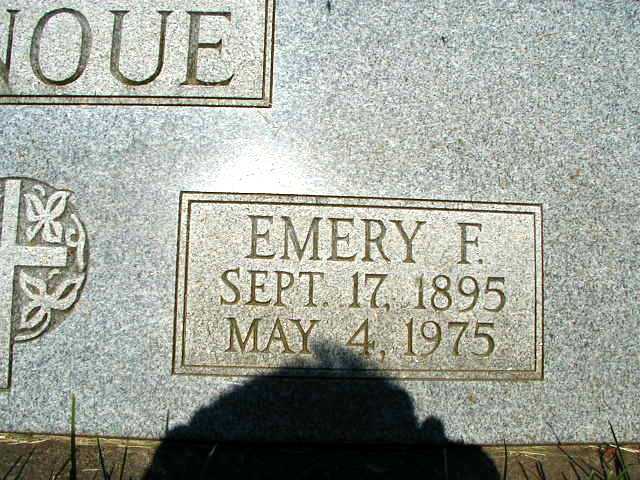 NOUE
EMERY F.
SEPT. 17, 1895
MAY 4, 1975